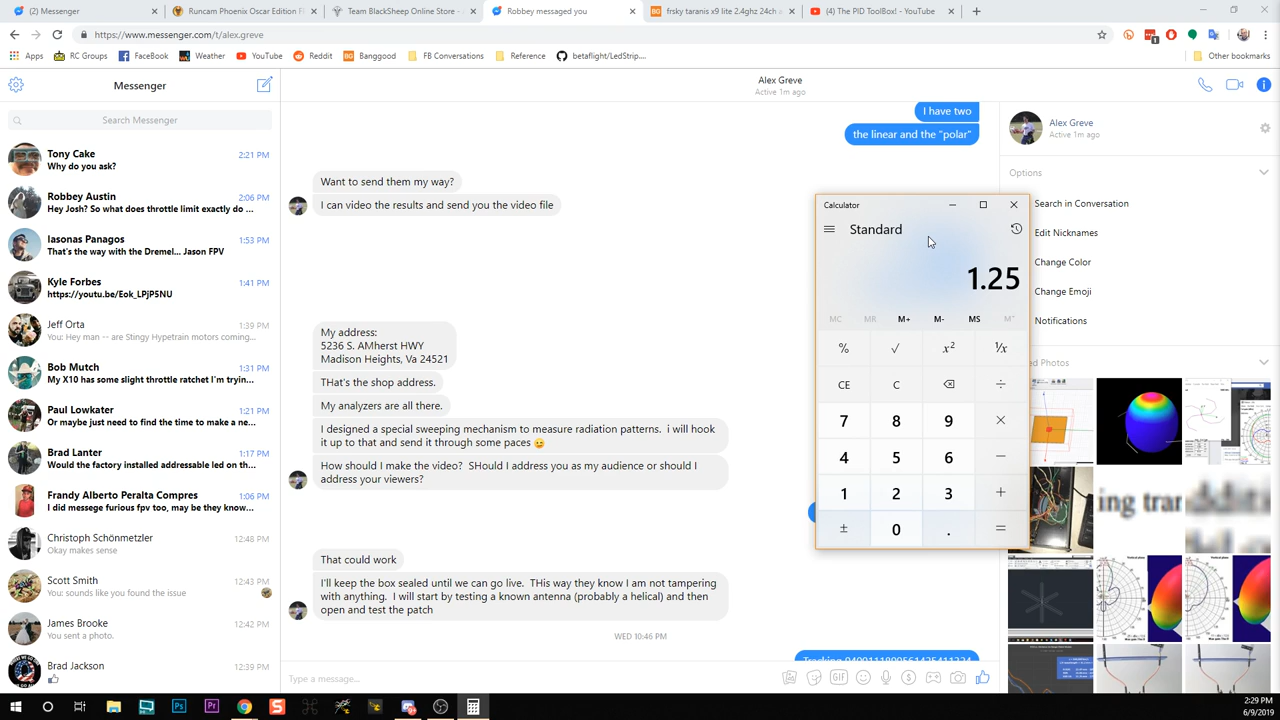 (2) Messenger
Runcam Phoenix Oscar Edition F
Team BlackSheep Online Store -
Robbey messaged you
frsky taranis x9 lite 2.4ghz 24ch a
(4) The PID ToolBox! - YouTube
https://www.messenger.com/t/alex.greve
1
Apps
RC Groups
FaceBook
Weather
YouTube
Reddit
Banggood
FB Conversations
Reference
betaflight/LedStrip,...
Other bookmarks
Messenger
Search Messenger
Tony Cake 2:21 PM
Why do you ask?
Robbey Austin 2:06 PM
Hey Josh? So what does throttle limit exactly do ...
Iasonas Panagos 1:53 PM
That's the way with the Dremel... Jason FPV
Kyle Forbes 1:41 PM
https://youtu.be/Eok_LPjPSNU
Jeff Orta 1:39 PM
You: Hey man -- are Stingy Hypetrain motors coming...
Bob Mutch 1:31 PM
My X10 has some slight throttle ratchet I'm tryin...
Paul Lowkater 1:21 PM
Or maybe just need to find the time to make a ne...
Brad Lanter 1:17 PM
Would the factory installed addressable led on th...
Frandy Alberto Peralta Compres 1:06 PM
I did messege furious fpv too, may be they know...
Christoph Schönmetzler 12:48 PM
Okay makes sense
Scott Smith 12:43 PM
You: sounds like you found the issue
James Brooke 12:42 PM
You sent a photo.
Brad Jackson 12:39 PM
Alex Greve
Active 1m ago
I have two
the linear and the "polar"
Want to send them my way?
I can video the results and send you the video file
My address:
5236 S. AMherst HWY
Madison Heights, Va 24521
THat's the shop address.
My analyzers are all there.
I designed a special sweeping mechanism to measure radiation patterns. i will hook
it up to that and send it through some paces
How should I make the video? SHould I address you as my audience or should I
address your viewers?
That could work
I'll keep the box sealed until we can go live. This way they know I am not tampering
with anything. I will start by testing a known antenna (probably a helical) and then
open and test the patch
WED 10:46 PM
Type a message...
GIF
Calculator
Standard
1.25
MC MR M+ M- MS M˅
% √ x² ¹/x
CE C ÷
7 8 9 ×
4 5 6 −
1 2 3 +
± 0 . =
Alex Greve
Active 1m ago
Options
Search in Conversation
Edit Nicknames
Change Color
Change Emoji
Notifications
ed Photos
ing tran
2:29 PM
6/9/2019